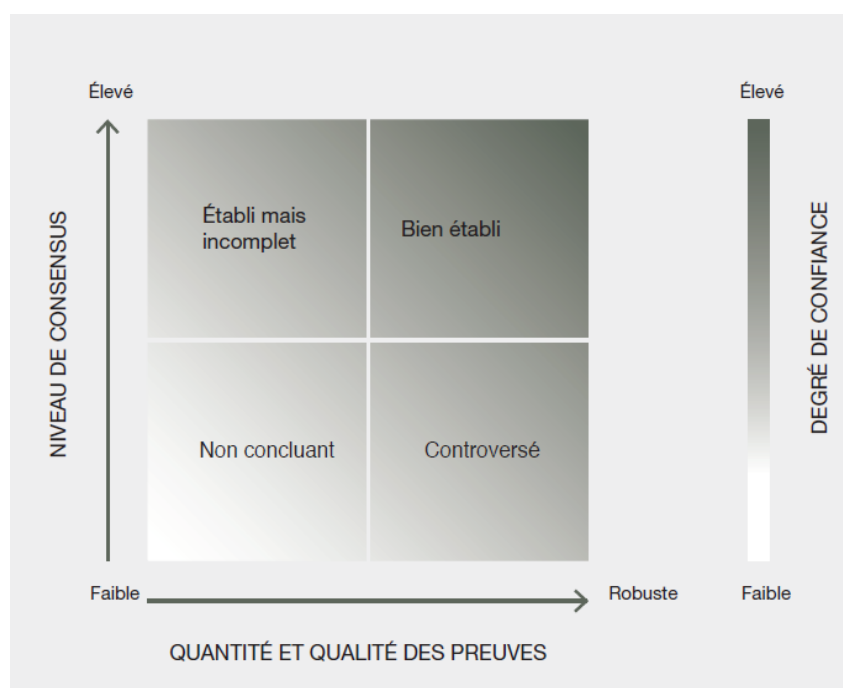 Élevé
Élevé
NIVEAU DE CONSENSUS
Établi mais
incomplet
Bien établi
DEGRÉ DE CONFIANCE
Non concluant
Controversé
Faible
Robuste
Faible
QUANTITÉ ET QUALITÉ DES PREUVES